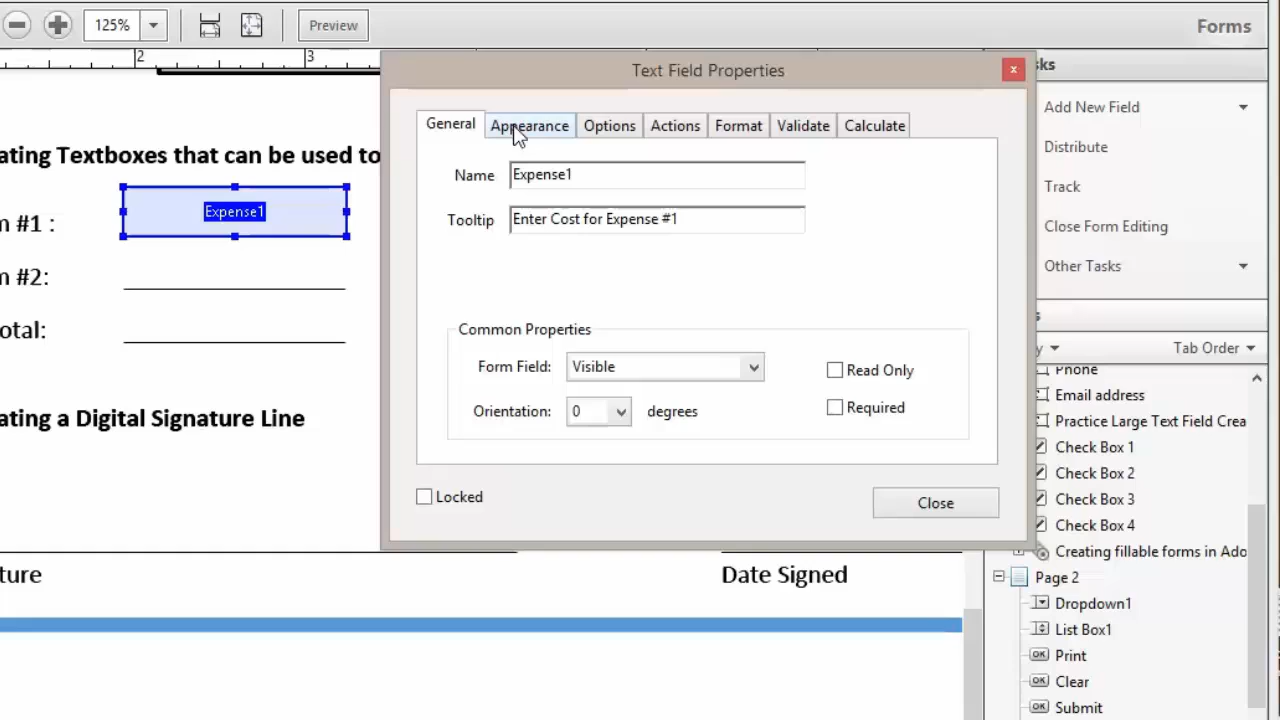 125%
Preview
Forms
2
3
Text Field Properties
x
sks
General
Appearance
Options
Actions
Format
Validate
Calculate
Add New Field
Distribute
Track
Close Form Editing
Other Tasks
ating Textboxes that can be used to
Name
Expense1
Tooltip
Enter Cost for Expense #1
m #1 :
Expense1
m #2:
otal:
Common Properties
Form Field:
Visible
Read Only
Orientation:
0
degrees
Required
ating a Digital Signature Line
Locked
Close
s
y
Tab Order
Phone
Email address
Practice Large Text Field Crea
Check Box 1
Check Box 2
Check Box 3
Check Box 4
Creating fillable forms in Ado
ture
Date Signed
Page 2
Dropdown1
List Box1
OK Print
OK Clear
OK Submit